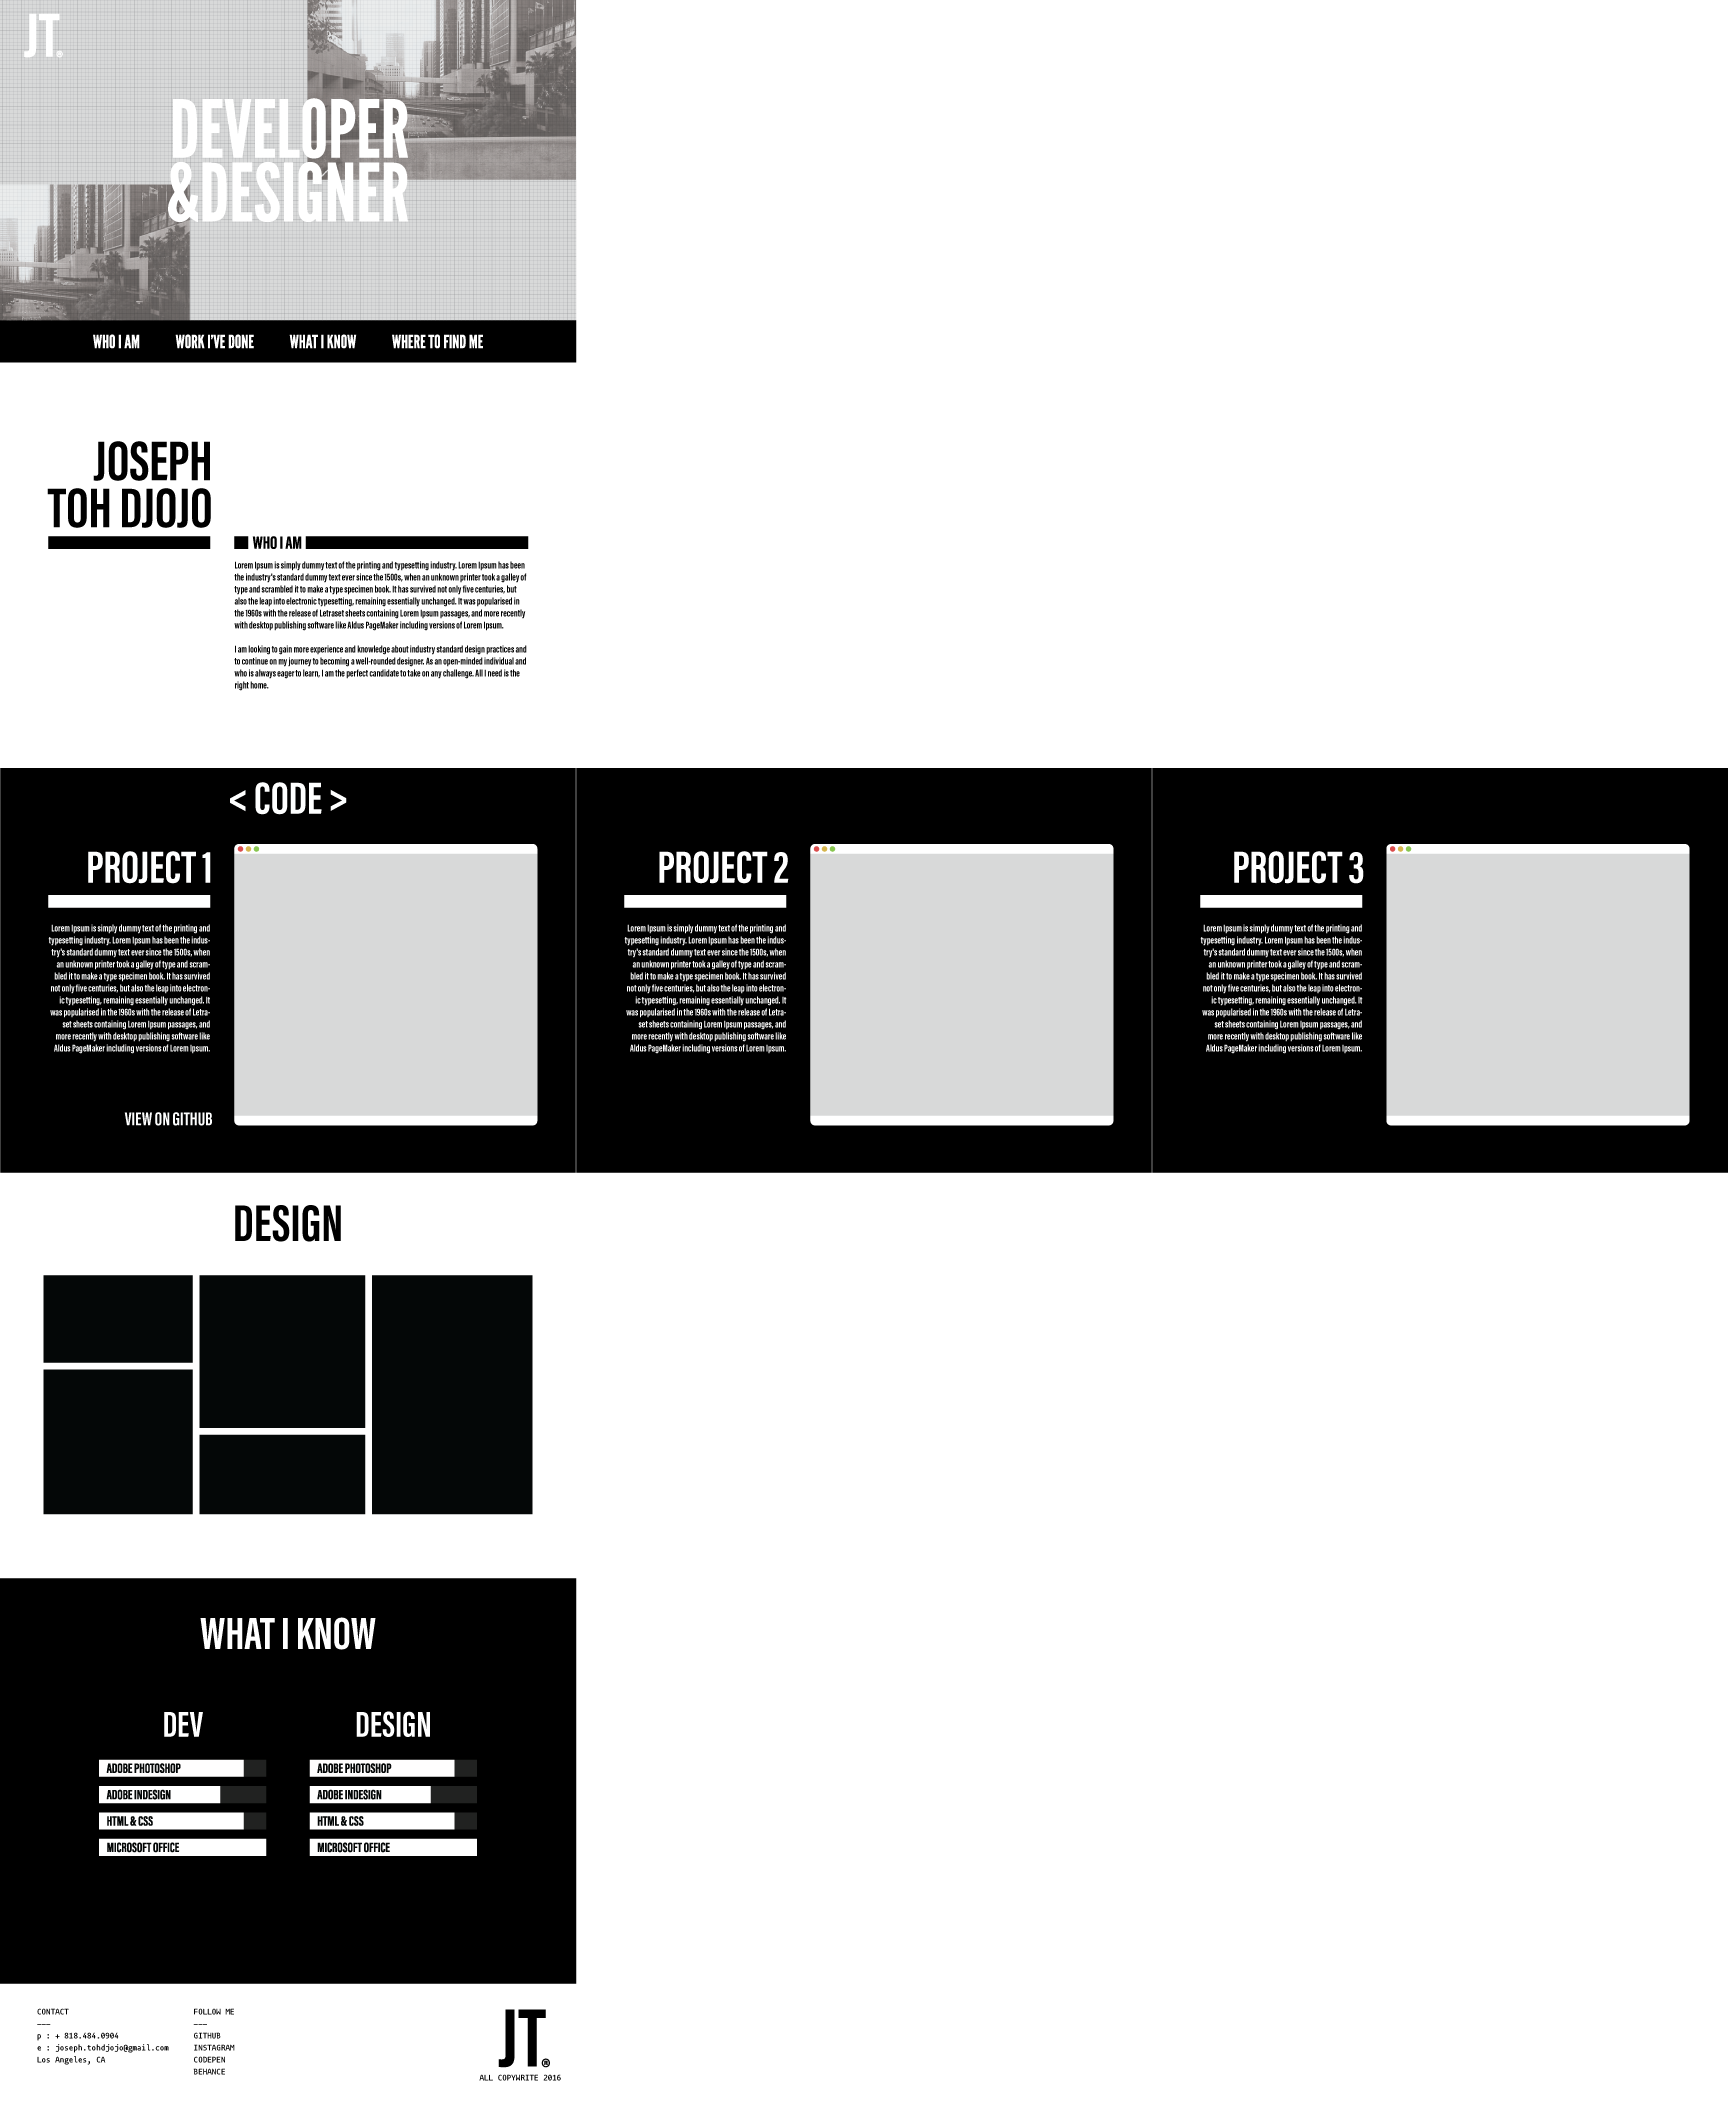 JT.
DEVELOPER
&DESIGNER
WHO I AM WORK I'VE DONE WHAT I KNOW WHERE TO FIND ME
JOSEPH
TOH DJOJO
WHO I AM
Lorem Ipsum is simply dummy text of the printing and typesetting industry. Lorem Ipsum has been
the industry's standard dummy text ever since the 1500s, when an unknown printer took a galley of
type and scrambled it to make a type specimen book. It has survived not only five centuries, but
also the leap into electronic typesetting, remaining essentially unchanged. It was popularised in
the 1960s with the release of Letraset sheets containing Lorem Ipsum passages, and more recently
with desktop publishing software like Aldus PageMaker including versions of Lorem Ipsum.
I am looking to gain more experience and knowledge about industry standard design practices and
to continue on my journey to becoming a well-rounded designer. As an open-minded individual and
who is always eager to learn, I am the perfect candidate to take on any challenge. All I need is the
right home.
< CODE >
PROJECT 1
Lorem Ipsum is simply dummy text of the printing and
typesetting industry. Lorem Ipsum has been the indus-
try's standard dummy text ever since the 1500s, when
an unknown printer took a galley of type and scram-
bled it to make a type specimen book. It has survived
not only five centuries, but also the leap into electron-
ic typesetting, remaining essentially unchanged. It
was popularised in the 1960s with the release of Letra-
set sheets containing Lorem Ipsum passages, and
more recently with desktop publishing software like
Aldus PageMaker including versions of Lorem Ipsum.
VIEW ON GITHUB
PROJECT 2
Lorem Ipsum is simply dummy text of the printing and
typesetting industry. Lorem Ipsum has been the indus-
try's standard dummy text ever since the 1500s, when
an unknown printer took a galley of type and scram-
bled it to make a type specimen book. It has survived
not only five centuries, but also the leap into electron-
ic typesetting, remaining essentially unchanged. It
was popularised in the 1960s with the release of Letra-
set sheets containing Lorem Ipsum passages, and
more recently with desktop publishing software like
Aldus PageMaker including versions of Lorem Ipsum.
PROJECT 3
Lorem Ipsum is simply dummy text of the printing and
typesetting industry. Lorem Ipsum has been the indus-
try's standard dummy text ever since the 1500s, when
an unknown printer took a galley of type and scram-
bled it to make a type specimen book. It has survived
not only five centuries, but also the leap into electron-
ic typesetting, remaining essentially unchanged. It
was popularised in the 1960s with the release of Letra-
set sheets containing Lorem Ipsum passages, and
more recently with desktop publishing software like
Aldus PageMaker including versions of Lorem Ipsum.
DESIGN
WHAT I KNOW
DEV
ADOBE PHOTOSHOP
ADOBE INDESIGN
HTML & CSS
MICROSOFT OFFICE
DESIGN
ADOBE PHOTOSHOP
ADOBE INDESIGN
HTML & CSS
MICROSOFT OFFICE
CONTACT
———
p : + 818.484.0904
e : joseph.tohdjojo@gmail.com
Los Angeles, CA
FOLLOW ME
———
GITHUB
INSTAGRAM
CODEPEN
BEHANCE
JT®
ALL COPYWRITE 2016